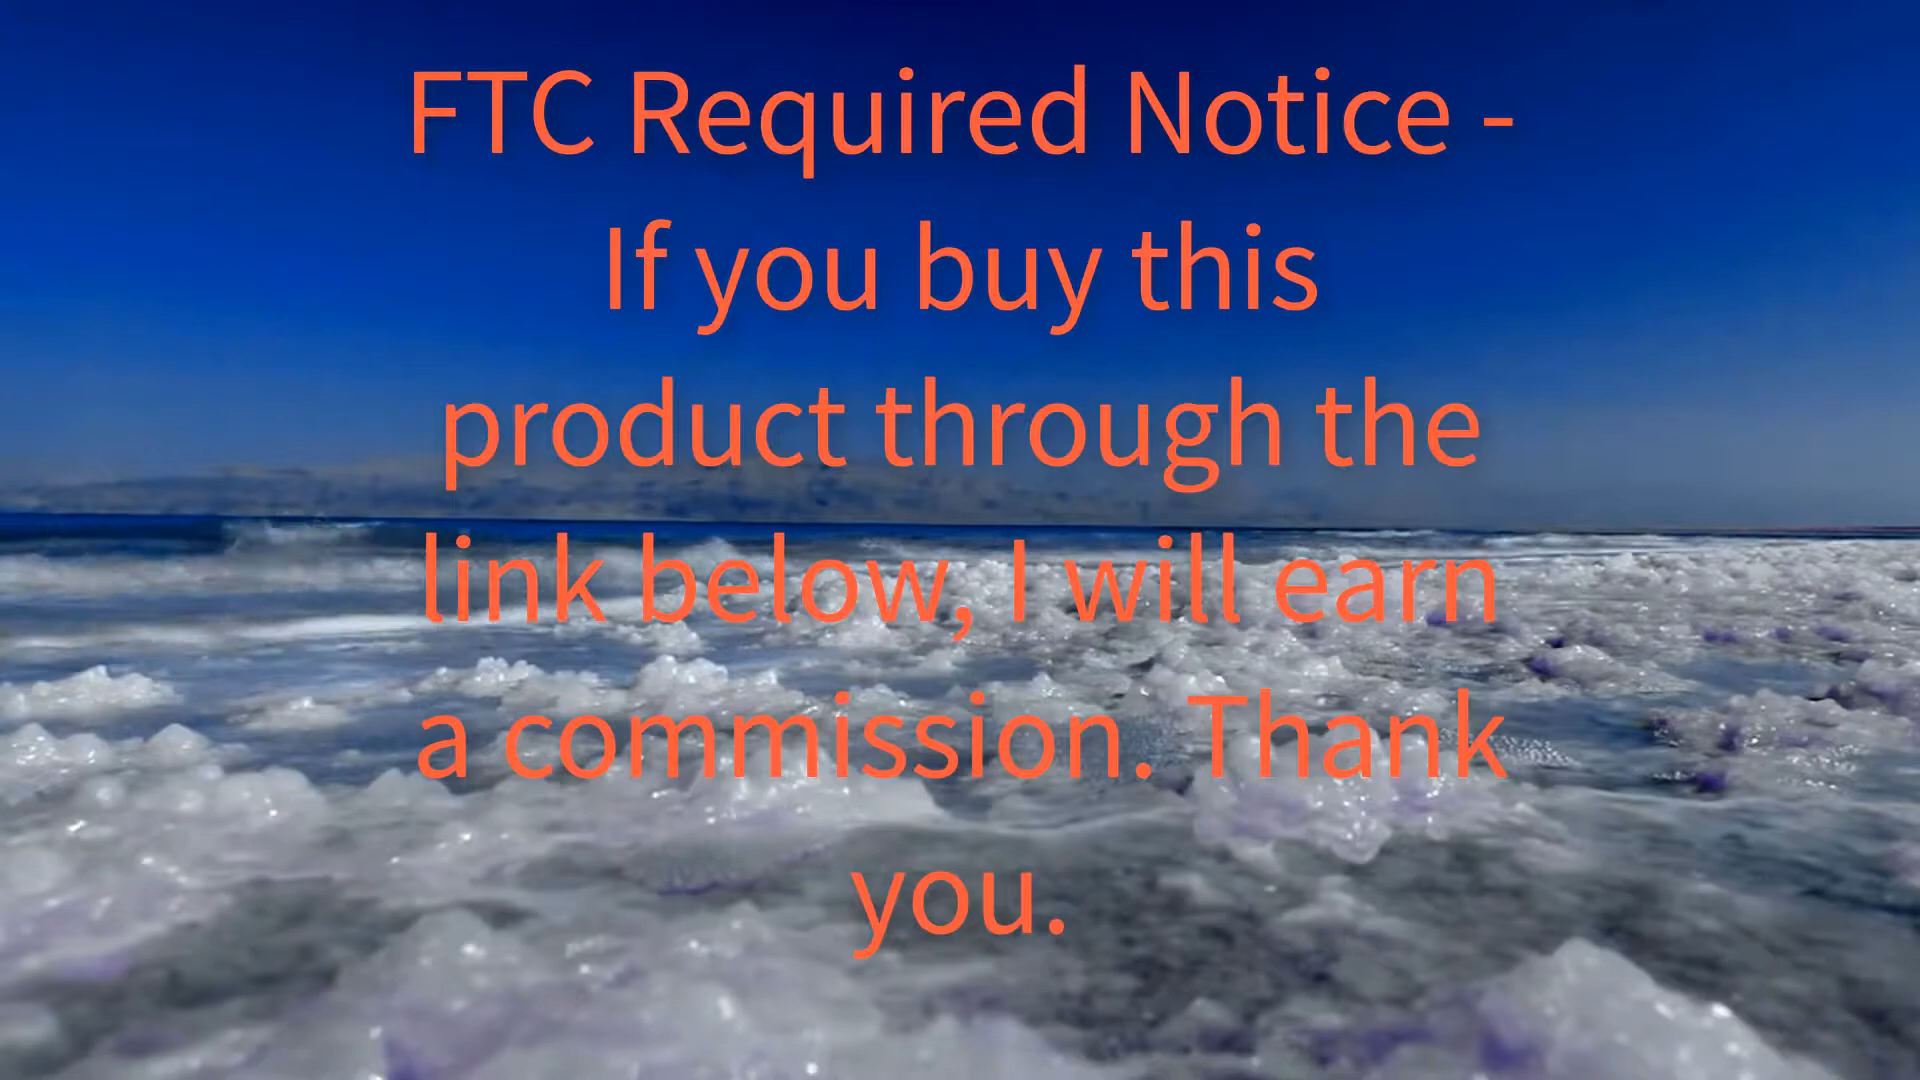 FTC Required Notice -
If you buy this
product through the
link below, I will earn
a commission. Thank
you.